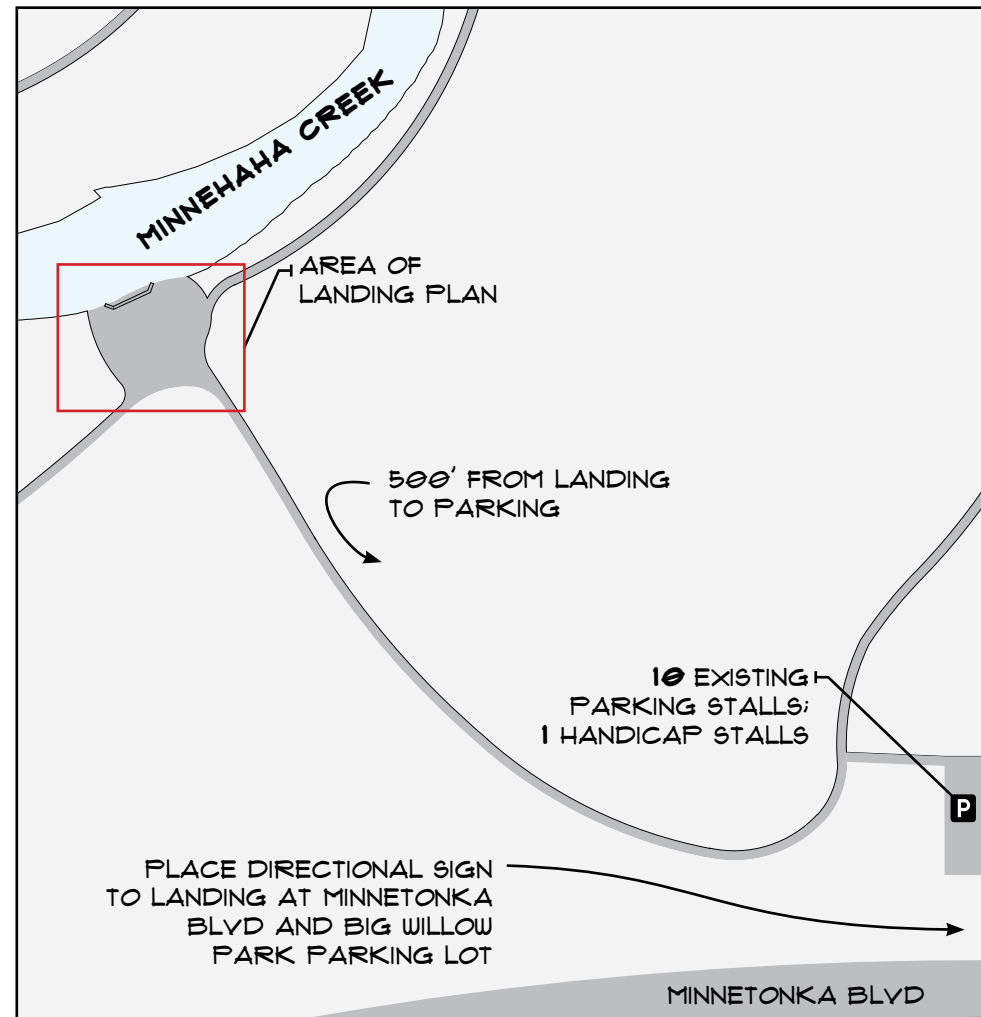 MINNEHAHA CREEK
AREA OF
LANDING PLAN
500' FROM LANDING
TO PARKING
10 EXISTING
PARKING STALLS;
1 HANDICAP STALLS
P
PLACE DIRECTIONAL SIGN
TO LANDING AT MINNETONKA
BLVD AND BIG WILLOW
PARK PARKING LOT
MINNETONKA BLVD